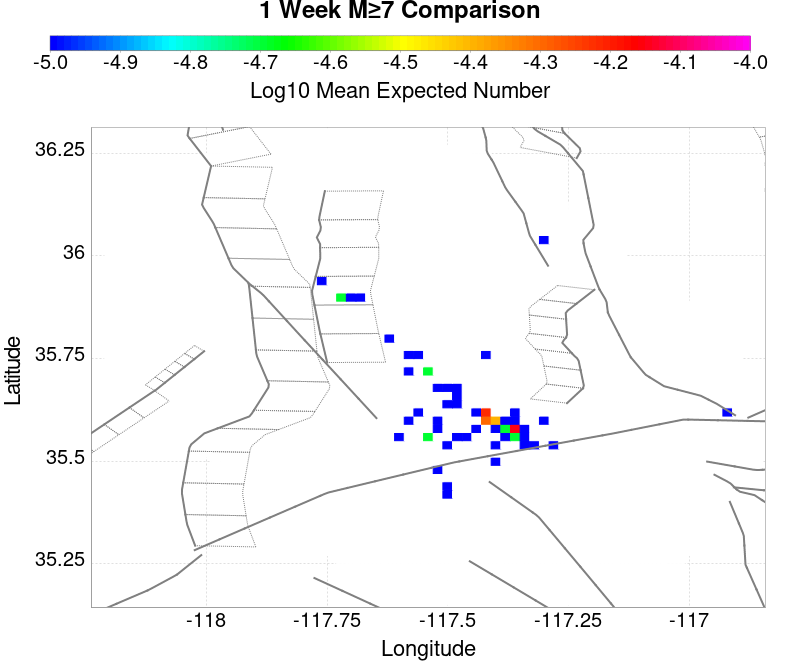 1 Week M≥7 Comparison
-5.0 -4.9 -4.8 -4.7 -4.6 -4.5 -4.4 -4.3 -4.2 -4.1 -4.0
Log10 Mean Expected Number
36.25
36
35.75
35.5
35.25
Latitude
-118 -117.75 -117.5 -117.25 -117
Longitude